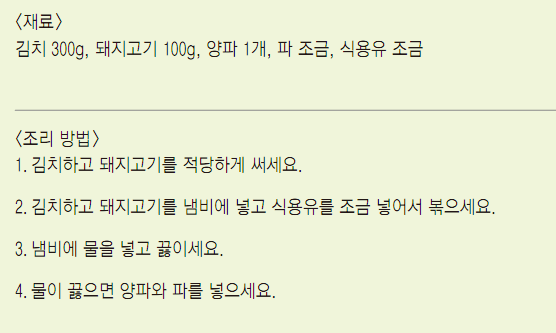 <재료>
김치 300g, 돼지고기 100g, 양파 1개, 파 조금, 식용유 조금
<조리 방법>
1. 김치하고 돼지고기를 적당하게 써세요.
2. 김치하고 돼지고기를 냄비에 넣고 식용유를 조금 넣어서 볶으세요.
3. 냄비에 물을 넣고 끓이세요.
4. 물이 끓으면 양파와 파를 넣으세요.